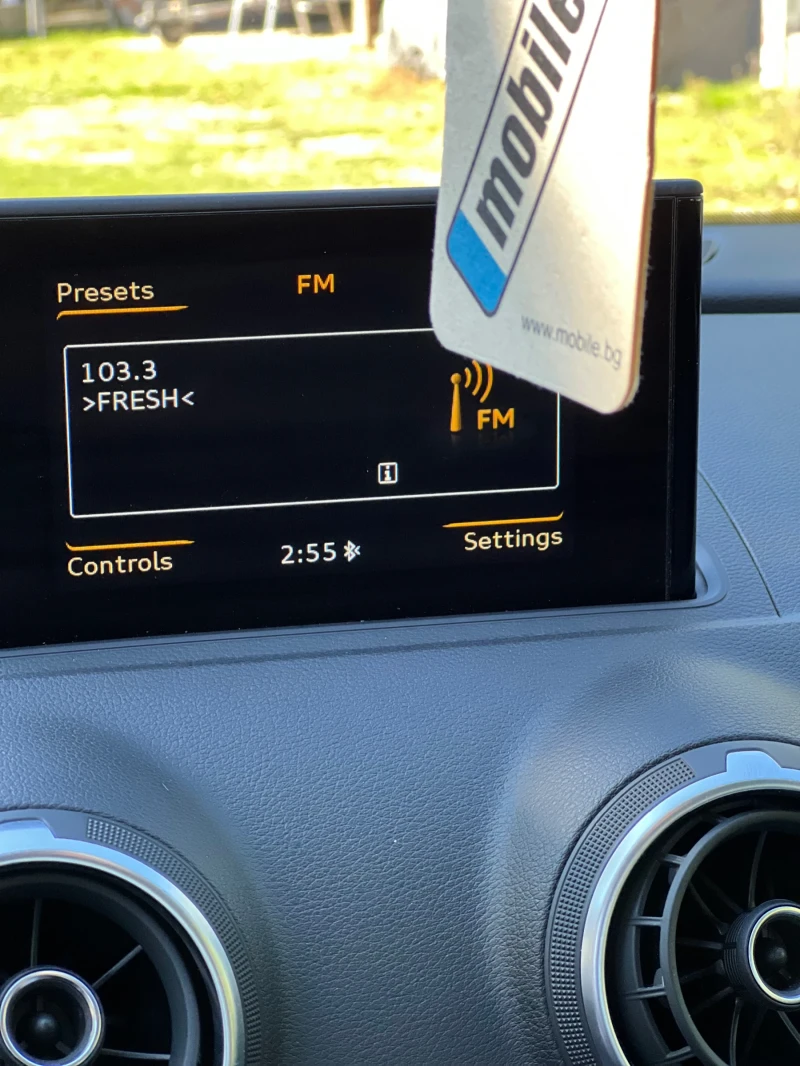 mobile
www.mobile.bg
Presets
FM
103.3
>FRESH<
FM
Controls
2:55
Settings